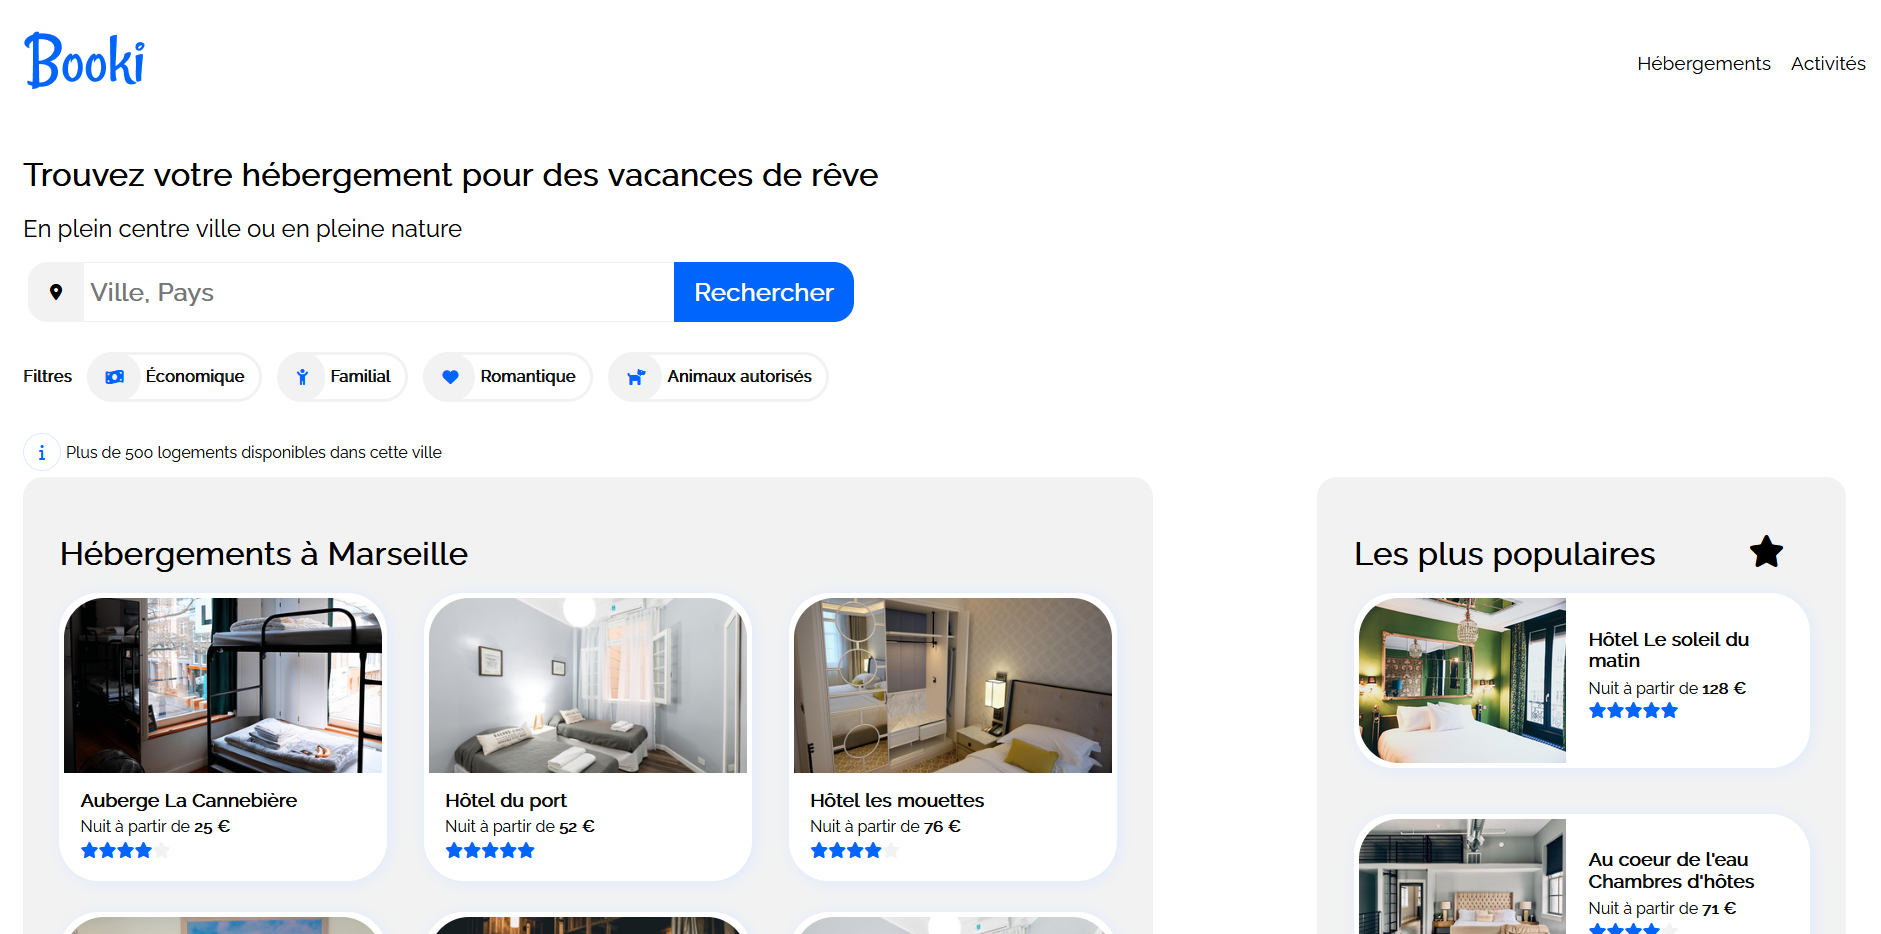 Booki
Hébergements
Activités
Trouvez votre hébergement pour des vacances de rêve
En plein centre ville ou en pleine nature
Ville, Pays
Rechercher
Filtres
Économique
Familial
Romantique
Animaux autorisés
i Plus de 500 logements disponibles dans cette ville
Hébergements à Marseille
Auberge La Cannebière
Nuit à partir de 25 €
Hôtel du port
Nuit à partir de 52 €
Hôtel les mouettes
Nuit à partir de 76 €
Les plus populaires
Hôtel Le soleil du
matin
Nuit à partir de 128 €
Au coeur de l'eau
Chambres d'hôtes
Nuit à partir de 71 €